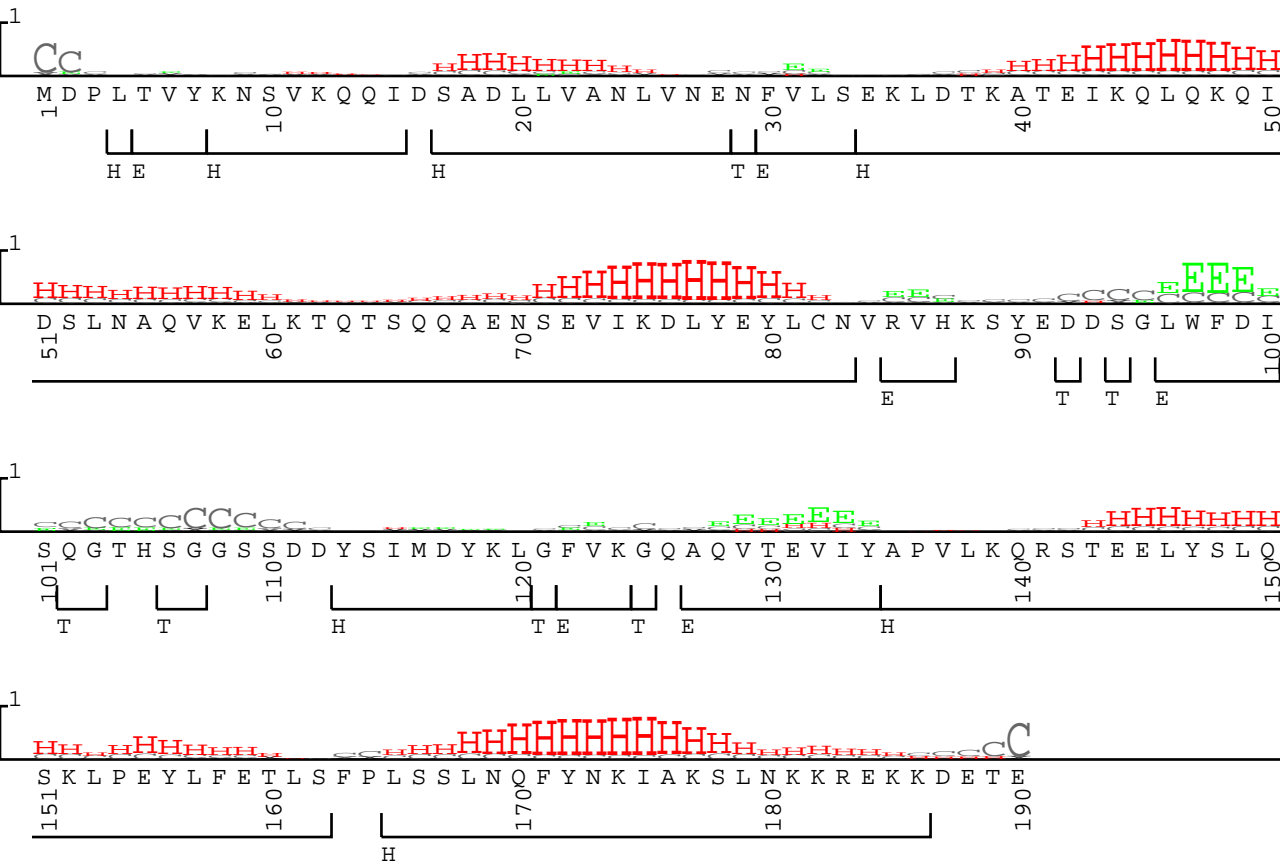 1
C C H H H H H H H H E H H H H H H H H H H H
M D P L T V Y K N S V K Q Q I D S A D L L V A N L V N E N F V L S E K L D T K A T E I K Q L Q K Q I
1 10 20 30 40 50
H E H H T E H
1
H H H H H H H H H H H H H H H H H H H H E E C C C C E E E E E
D S L N A Q V K E L K T Q T S Q Q A E N S E V I K D L Y E Y L C N V R V H K S Y E D D S G L W F D I
51 60 70 80 90 100
E T T E
1
C C C C C C C C C C C E E E E E E E H H H H H H H H
S Q G T H S G G S S D D Y S I M D Y K L G F V K G Q A Q V T E V I Y A P V L K Q R S T E E L Y S L Q
101 110 120 130 140 150
T T H T E T E H
1
H H H H H H H H H H H H H H H H H H H H H H H H C C
S K L P E Y L F E T L S F P L S S L N Q F Y N K I A K S L N K K R E K K D E T E
151 160 170 180 190
H